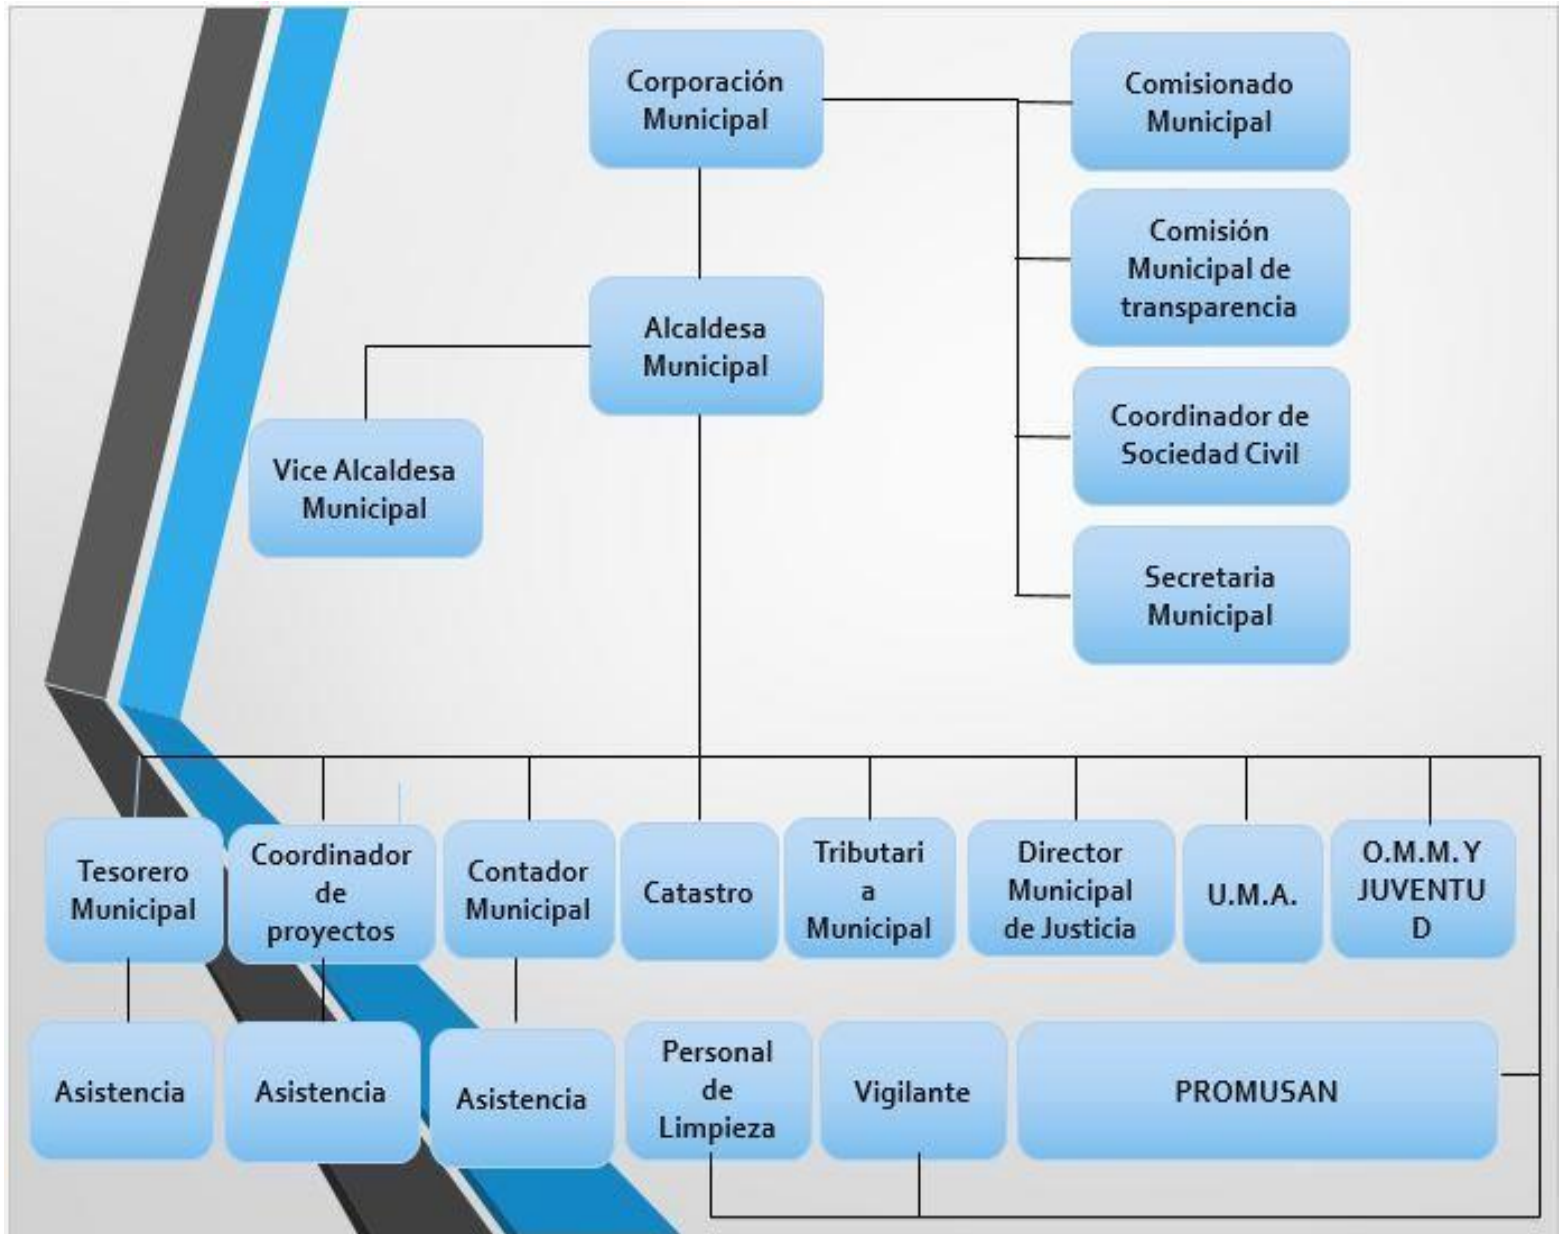 Corporación
Municipal
Comisionado
Municipal
Comisión
Municipal de
transparencia
Alcaldesa
Municipal
Coordinador de
Sociedad Civil
Vice Alcaldesa
Municipal
Secretaria
Municipal
Tesorero
Municipal
Coordinador
de
proyectos
Contador
Municipal
Catastro
Tributari
a
Municipal
Director
Municipal
de Justicia
U.M.A.
O.M.M. Y
JUVENTU
D
Asistencia
Asistencia
Asistencia
Personal
de
Limpieza
Vigilante
PROMUSAN